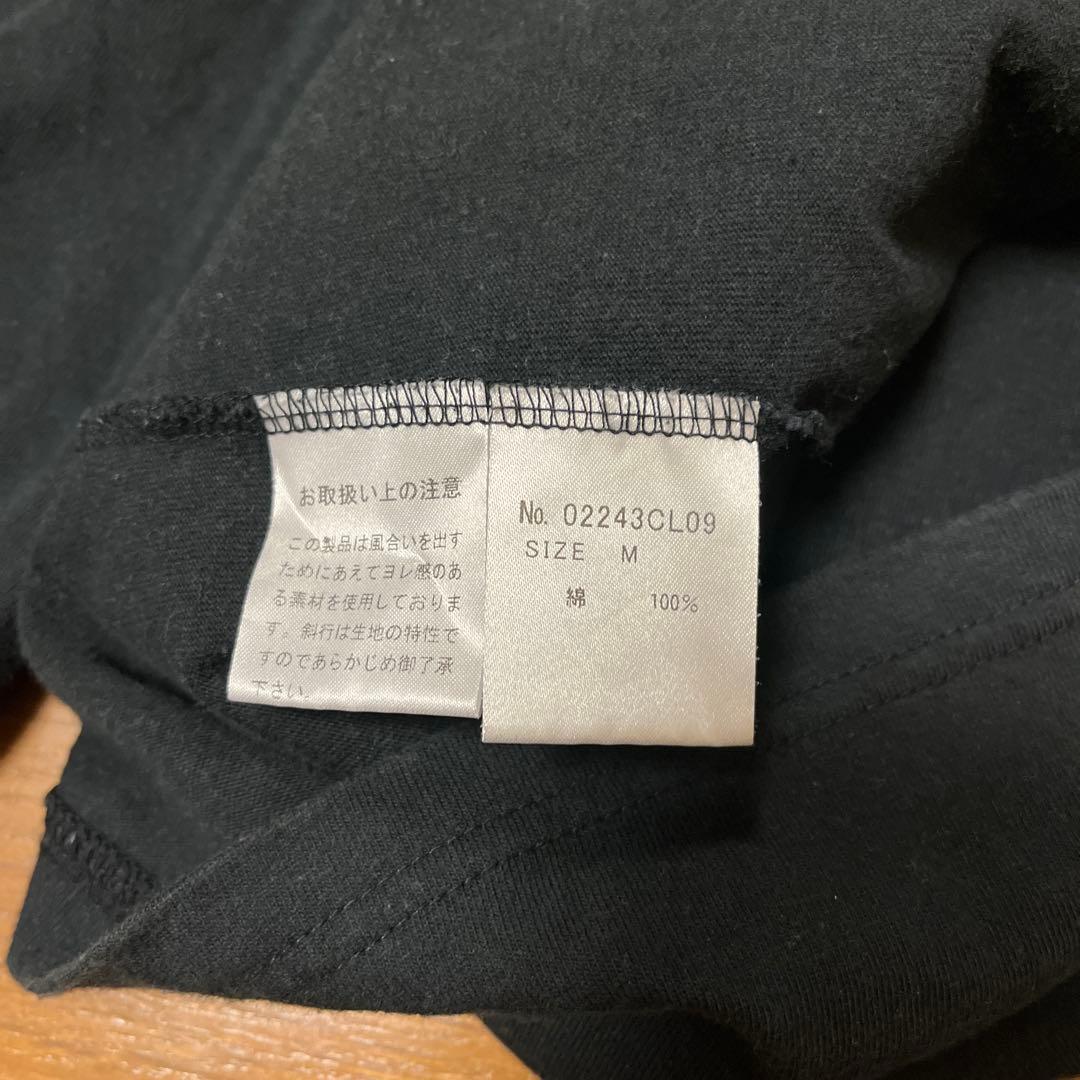 お取扱い上の注意
この製品は風合いを出す
ためにあえてヨレ感のあ
る素材を使用しておりま
す。斜行は生地の特性で
すのであらかじめ御了承
下さい。
No. 02243CL09
SIZE M
綿 100%